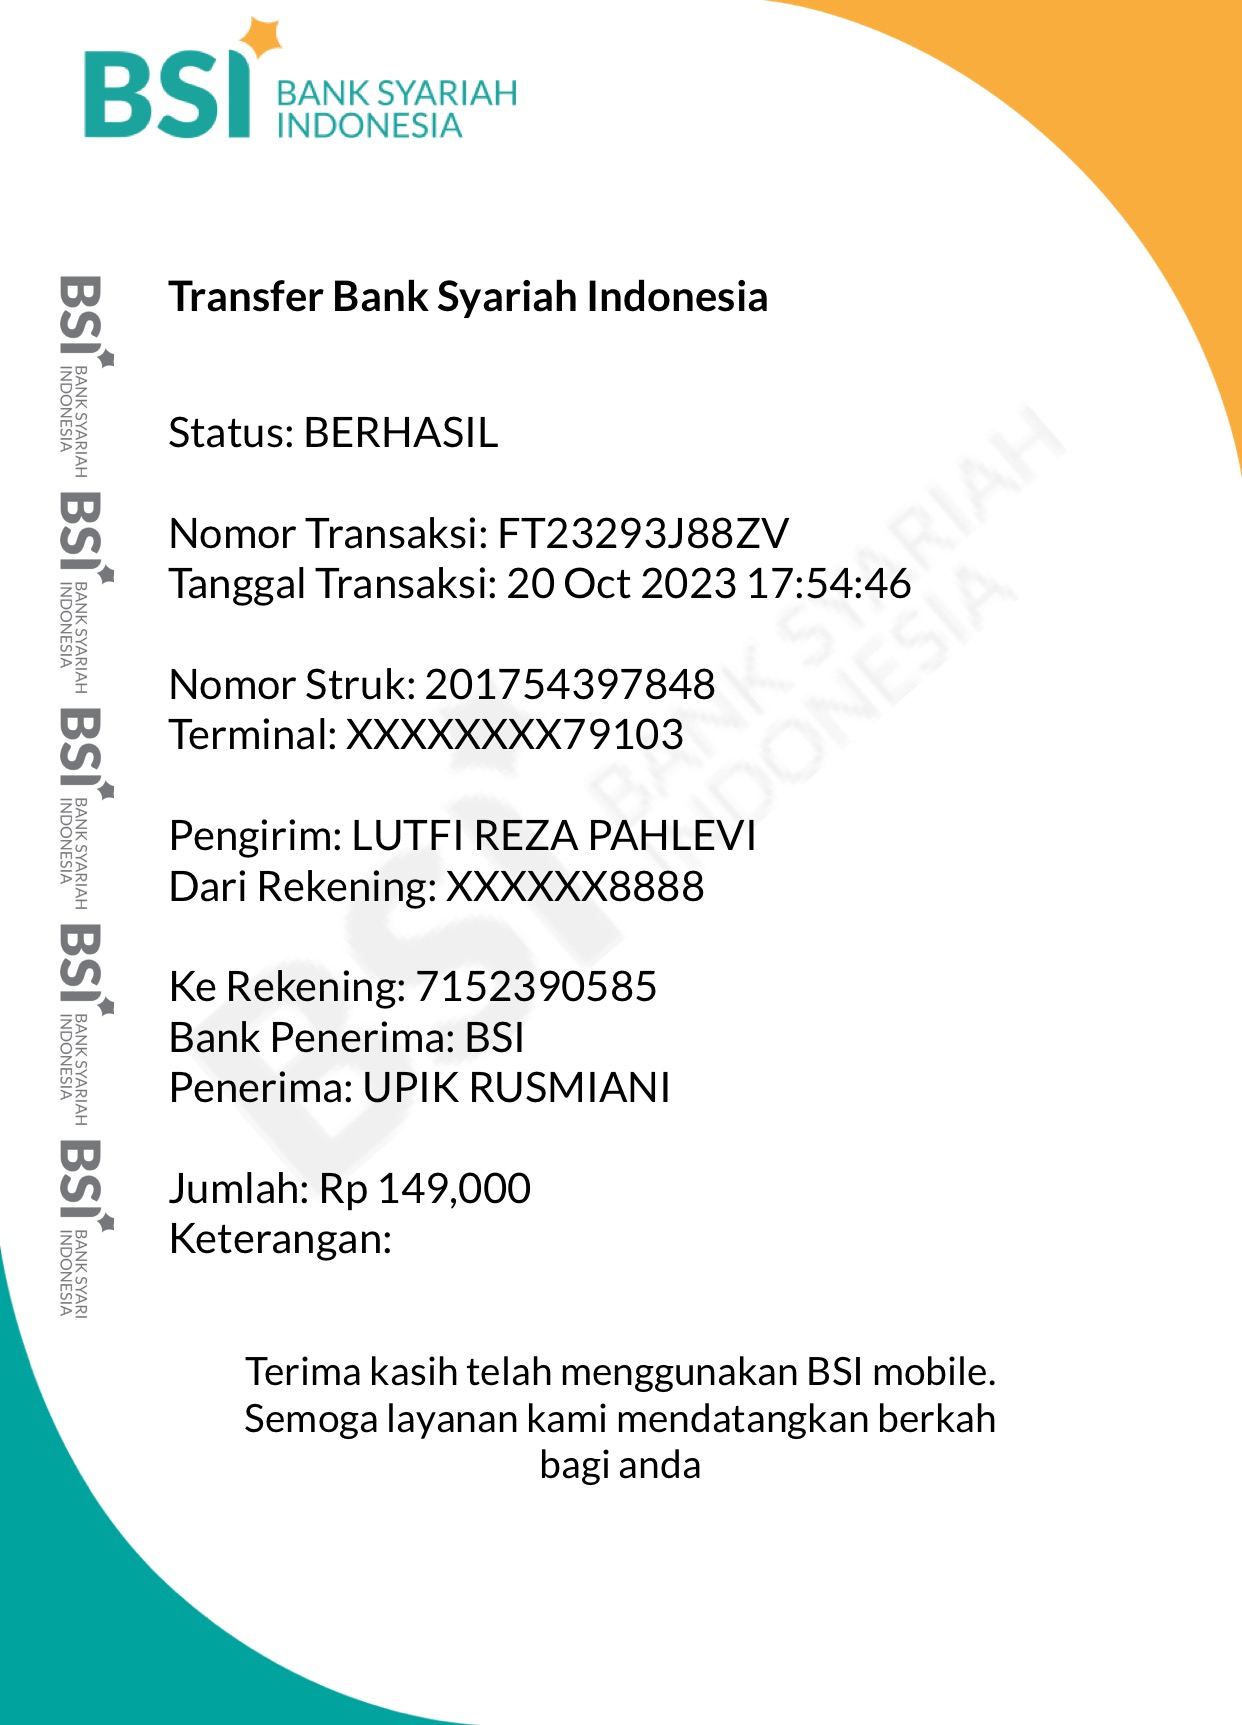 BSI BANK SYARIAH
INDONESIA
Transfer Bank Syariah Indonesia
Status: BERHASIL
Nomor Transaksi: FT23293J88ZV
Tanggal Transaksi: 20 Oct 2023 17:54:46
Nomor Struk: 201754397848
Terminal: XXXXXXXX79103
Pengirim: LUTFI REZA PAHLEVI
Dari Rekening: XXXXXX8888
Ke Rekening: 7152390585
Bank Penerima: BSI
Penerima: UPIK RUSMIANI
Jumlah: Rp 149,000
Keterangan:
Terima kasih telah menggunakan BSI mobile.
Semoga layanan kami mendatangkan berkah
bagi anda
BSI BANK SYARIAH
INDONESIA
BSI BANK SYARIAH
INDONESIA
BSI BANK SYARIAH
INDONESIA
BSI BANK SYARIAH
INDONESIA
BSI BANK SYARI
INDONESIA
BSI BANK SYARIAH
INDONESIA